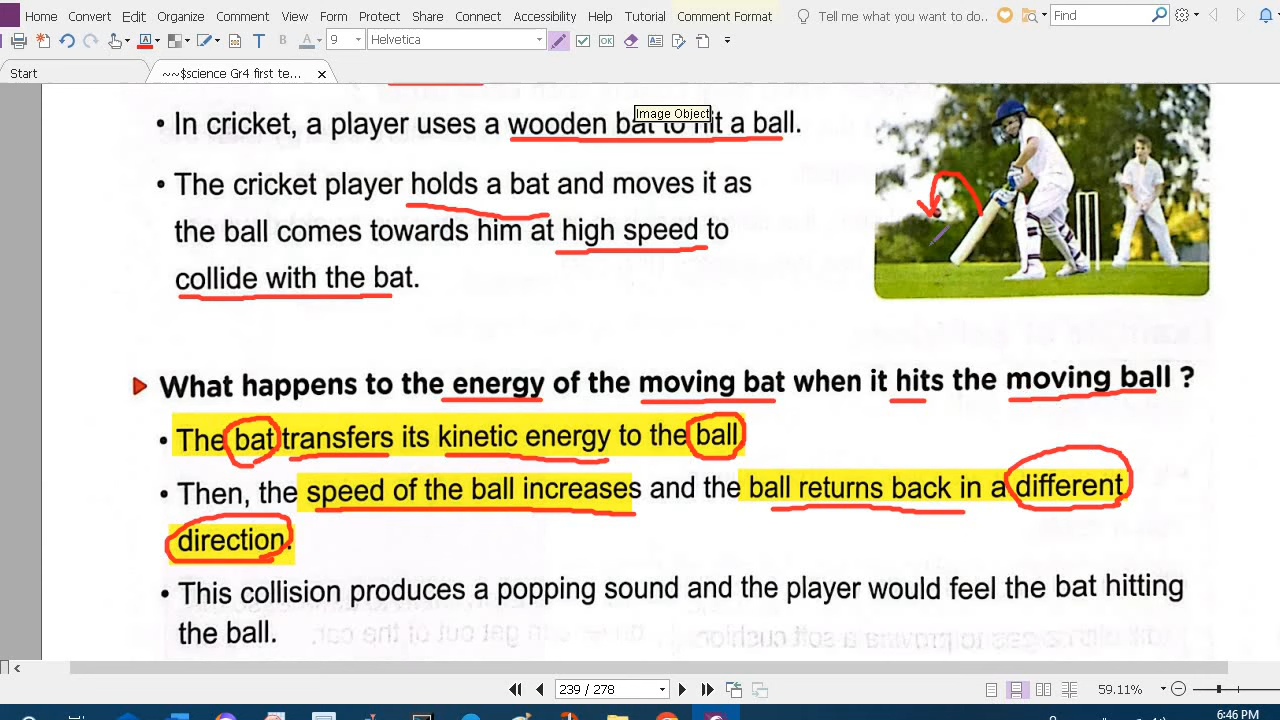 Home Convert Edit Organize Comment View Form Protect Share Connect Accessibility Help Tutorial Comment Format Tell me what you want to do.. Find
9 Helvetica
Start ~~$science Gr4 first te... ×
Image Object
• In cricket, a player uses a wooden bat to hit a ball.
• The cricket player holds a bat and moves it as
the ball comes towards him at high speed to
collide with the bat.
What happens to the energy of the moving bat when it hits the moving ball ?
• The bat transfers its kinetic energy to the ball
• Then, the speed of the ball increases and the ball returns back in a different
direction.
• This collision produces a popping sound and the player would feel the bat hitting
the ball.
239 / 278 59.11%
6:46 PM